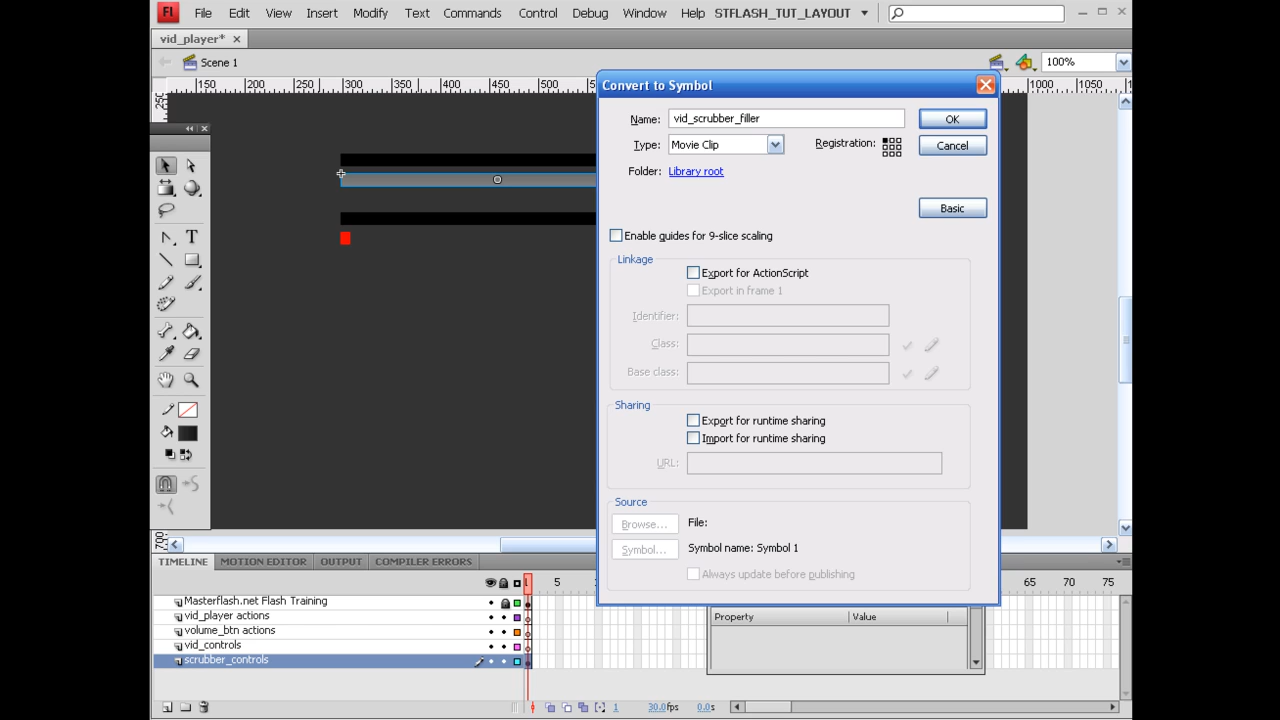 Fl File Edit View Insert Modify Text Commands Control Debug Window Help STFLASH_TUT_LAYOUT
vid_player*
Scene 1 100%
150 200 250 300 350 400 450 500 550 1000 1050
Convert to Symbol
Name: vid_scrubber_filler OK
Type: Movie Clip Registration: Cancel
Folder: Library root
Basic
Enable guides for 9-slice scaling
Linkage
Export for ActionScript
Export in frame 1
Identifier:
Class:
Base class:
Sharing
Export for runtime sharing
Import for runtime sharing
URL:
Source
Browse... File:
Symbol... Symbol name: Symbol 1
Always update before publishing
TIMELINE MOTION EDITOR OUTPUT COMPILER ERRORS
1 5 65 70 75
Masterflash.net Flash Training
vid_player actions
volume_btn actions
vid_controls
scrubber_controls
Property Value
1 30.0fps 0.0s